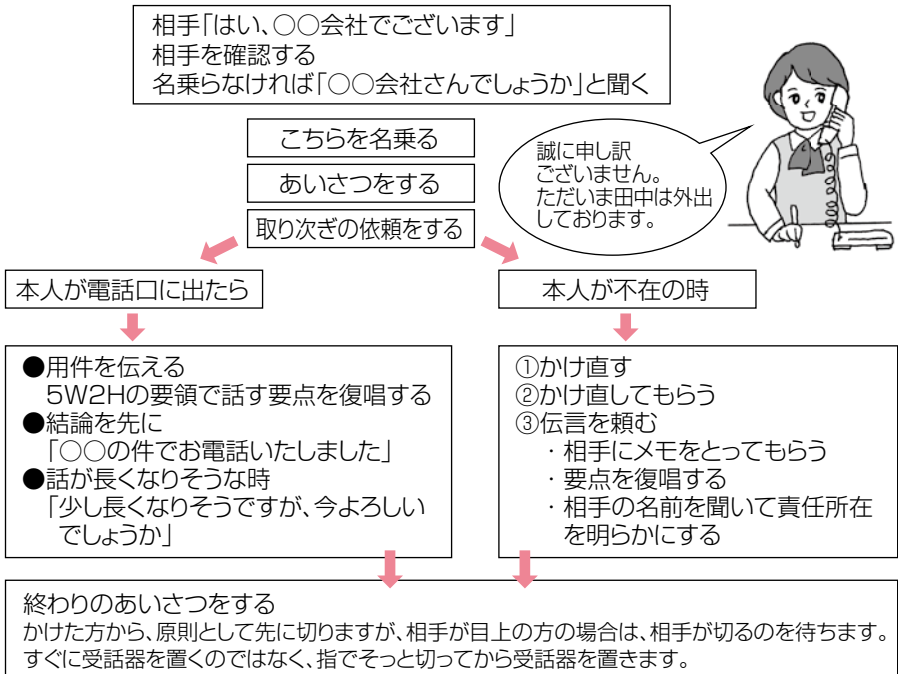 相手「はい、○○会社でございます」
相手を確認する
名乗らなければ「○○会社さんでしょうか」と聞く
こちらを名乗る
あいさつをする
取り次ぎの依頼をする
誠に申し訳
ございません。
ただいま田中は外出
しております。
本人が電話口に出たら
本人が不在の時
●用件を伝える
5W2Hの要領で話す要点を復唱する
●結論を先に
「○○の件でお電話いたしました」
●話が長くなりそうな時
「少し長くなりそうですが、今よろしい
でしょうか」
①かけ直す
②かけ直してもらう
③伝言を頼む
・相手にメモをとってもらう
・要点を復唱する
・相手の名前を聞いて責任所在
を明らかにする
終わりのあいさつをする
かけた方から、原則として先に切りますが、相手が目上の方の場合は、相手が切るのを待ちます。
すぐに受話器を置くのではなく、指でそっと切ってから受話器を置きます。